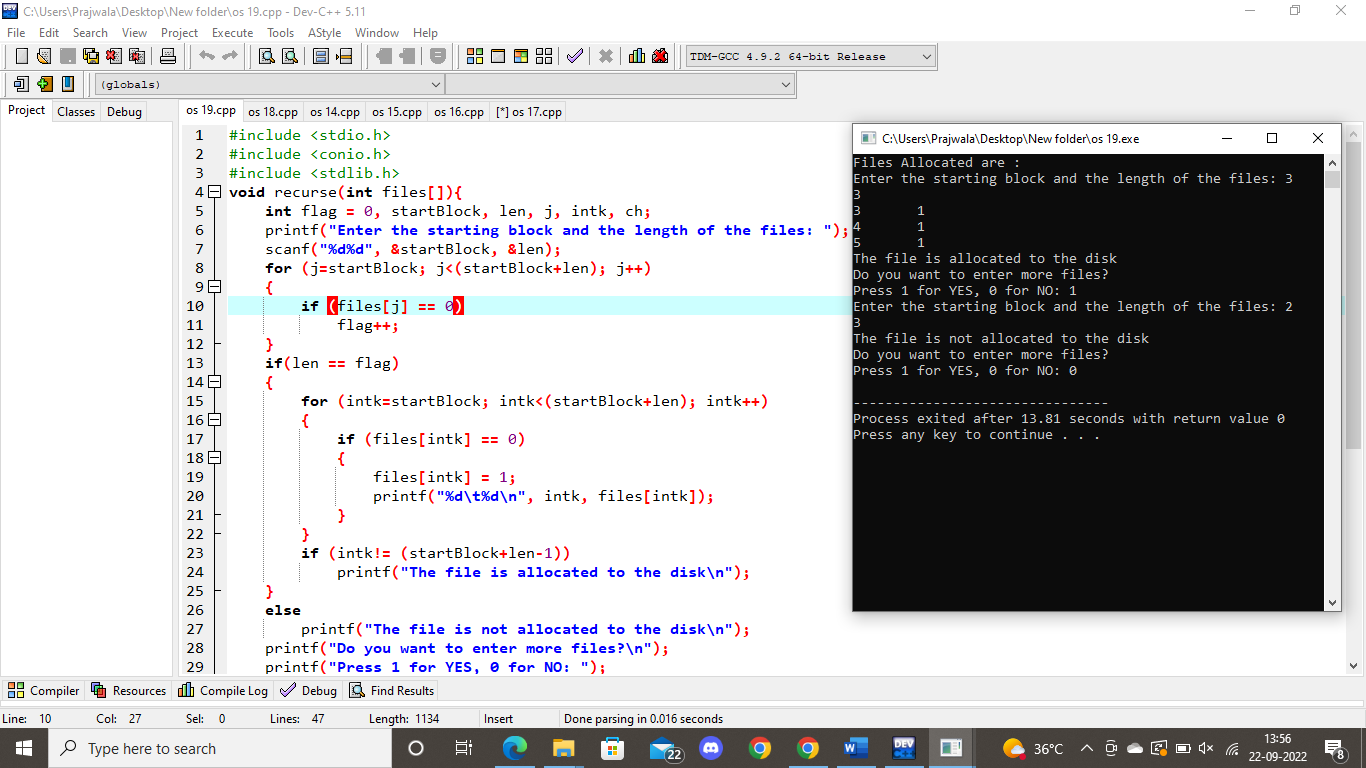 C:\Users\Prajwala\Desktop\New folder\os 19.cpp - Dev-C++ 5.11
File Edit Search View Project Execute Tools AStyle Window Help
TDM-GCC 4.9.2 64-bit Release
(globals)
Project Classes Debug
os 19.cpp os 18.cpp os 14.cpp os 15.cpp os 16.cpp [*] os 17.cpp
1 #include <stdio.h>
2 #include <conio.h>
3 #include <stdlib.h>
4 void recurse(int files[]){
5 int flag = 0, startBlock, len, j, intk, ch;
6 printf("Enter the starting block and the length of the files: ");
7 scanf("%d%d", &startBlock, &len);
8 for (j=startBlock; j<(startBlock+len); j++)
9 {
10 if (files[j] == 0)
11 flag++;
12 }
13 if(len == flag)
14 {
15 for (intk=startBlock; intk<(startBlock+len); intk++)
16 {
17 if (files[intk] == 0)
18 {
19 files[intk] = 1;
20 printf("%d\t%d\n", intk, files[intk]);
21 }
22 }
23 if (intk!= (startBlock+len-1))
24 printf("The file is allocated to the disk\n");
25 }
26 else
27 printf("The file is not allocated to the disk\n");
28 printf("Do you want to enter more files?\n");
29 printf("Press 1 for YES, 0 for NO: ");
C:\Users\Prajwala\Desktop\New folder\os 19.exe
Files Allocated are :
Enter the starting block and the length of the files: 3
3
3 1
4 1
5 1
The file is allocated to the disk
Do you want to enter more files?
Press 1 for YES, 0 for NO: 1
Enter the starting block and the length of the files: 2
3
The file is not allocated to the disk
Do you want to enter more files?
Press 1 for YES, 0 for NO: 0
--------------------------------
Process exited after 13.81 seconds with return value 0
Press any key to continue . . .
Compiler Resources Compile Log Debug Find Results
Line: 10 Col: 27 Sel: 0 Lines: 47 Length: 1134 Insert Done parsing in 0.016 seconds
Type here to search
22
DEV
36°C
13:56
22-09-2022
8